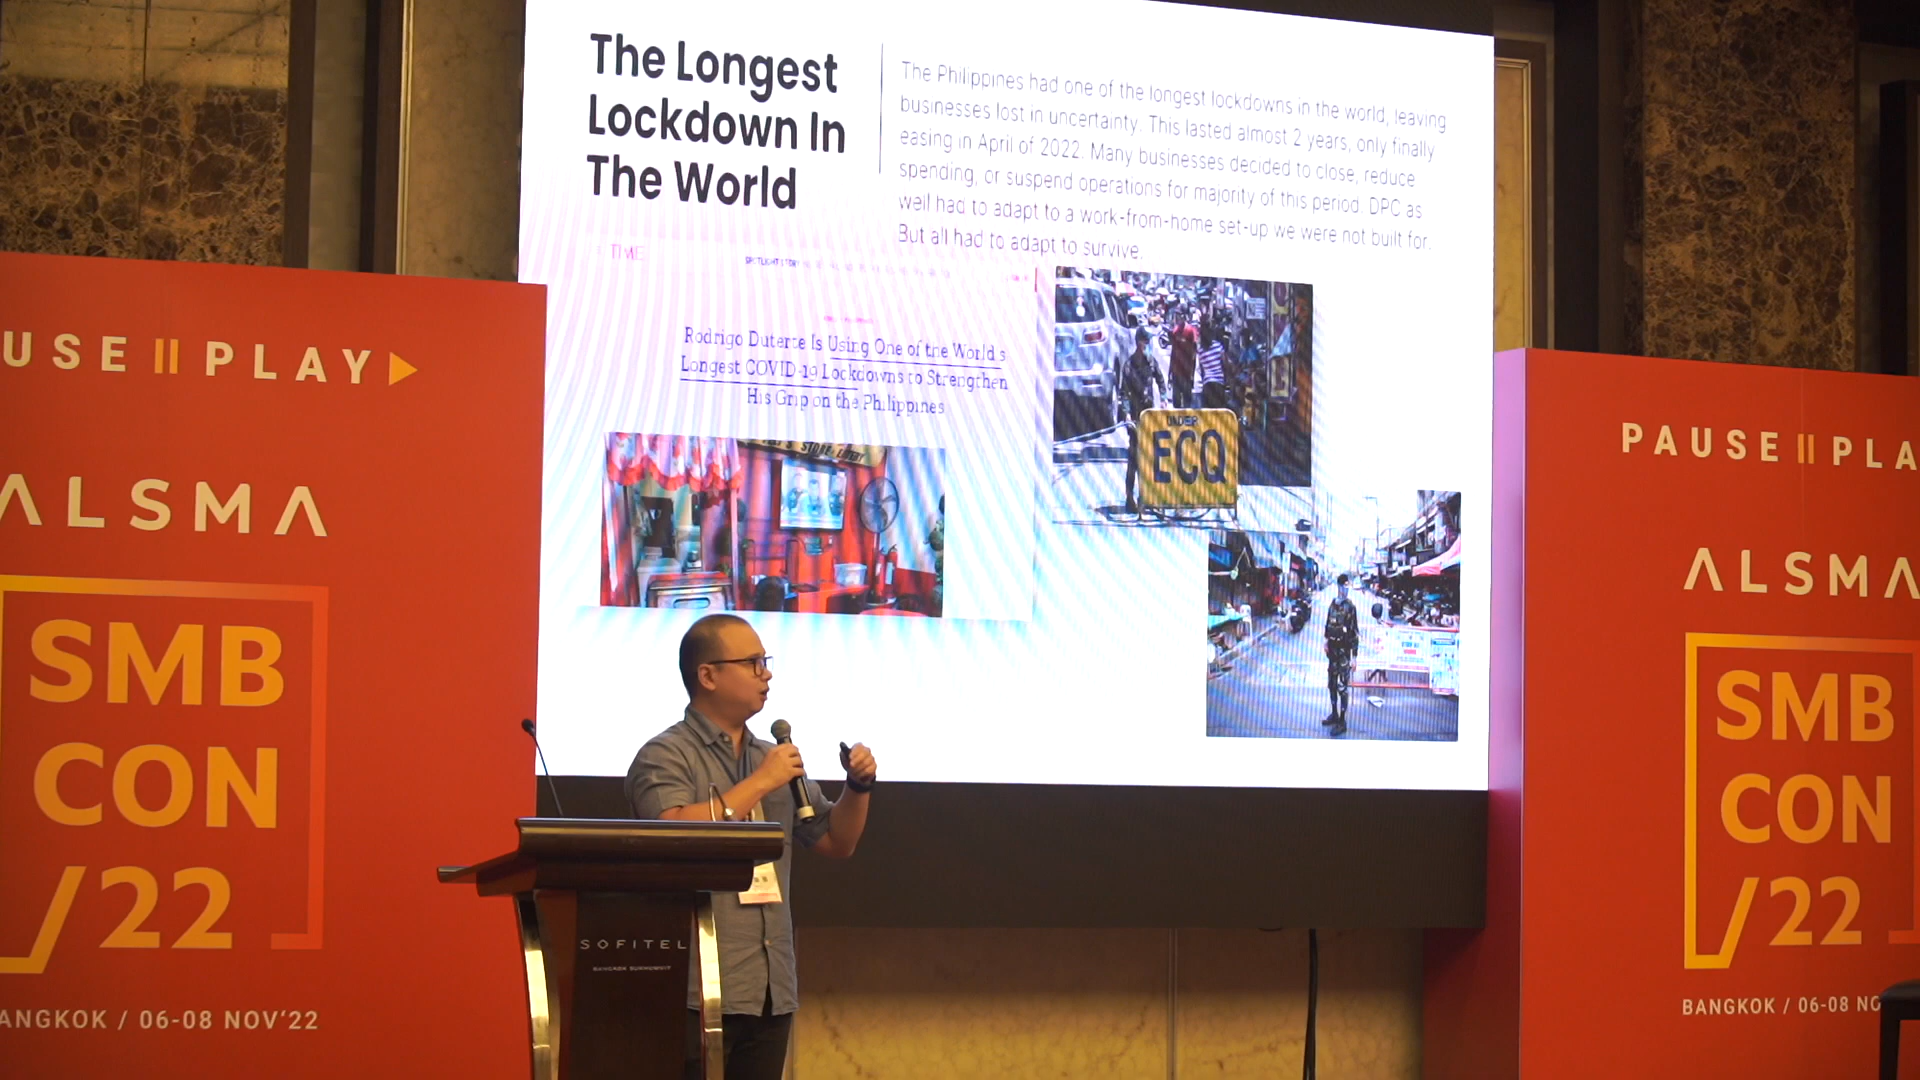 The Longest
Lockdown In
The World
The Philippines had one of the longest lockdowns in the world, leaving
businesses lost in uncertainty. This lasted almost 2 years, only finally
easing in April of 2022. Many businesses decided to close, reduce
spending, or suspend operations for majority of this period. DPC as
well had to adapt to a work-from-home set-up we were not built for.
But all had to adapt to survive.
TIME
SPOTLIGHT STORY
Rodrigo Duterte Is Using One of the World's
Longest COVID-19 Lockdowns to Strengthen
His Grip on the Philippines
STORE
UNDER
ECQ
USE || PLAY
ALSMA
SMB
CON
/22
ANGKOK / 06-08 NOV'22
SOFITEL
BANGKOK SUKHUMVIT
PAUSE || PLA
ALSMA
SMB
CON
/22
BANGKOK / 06-08 NO